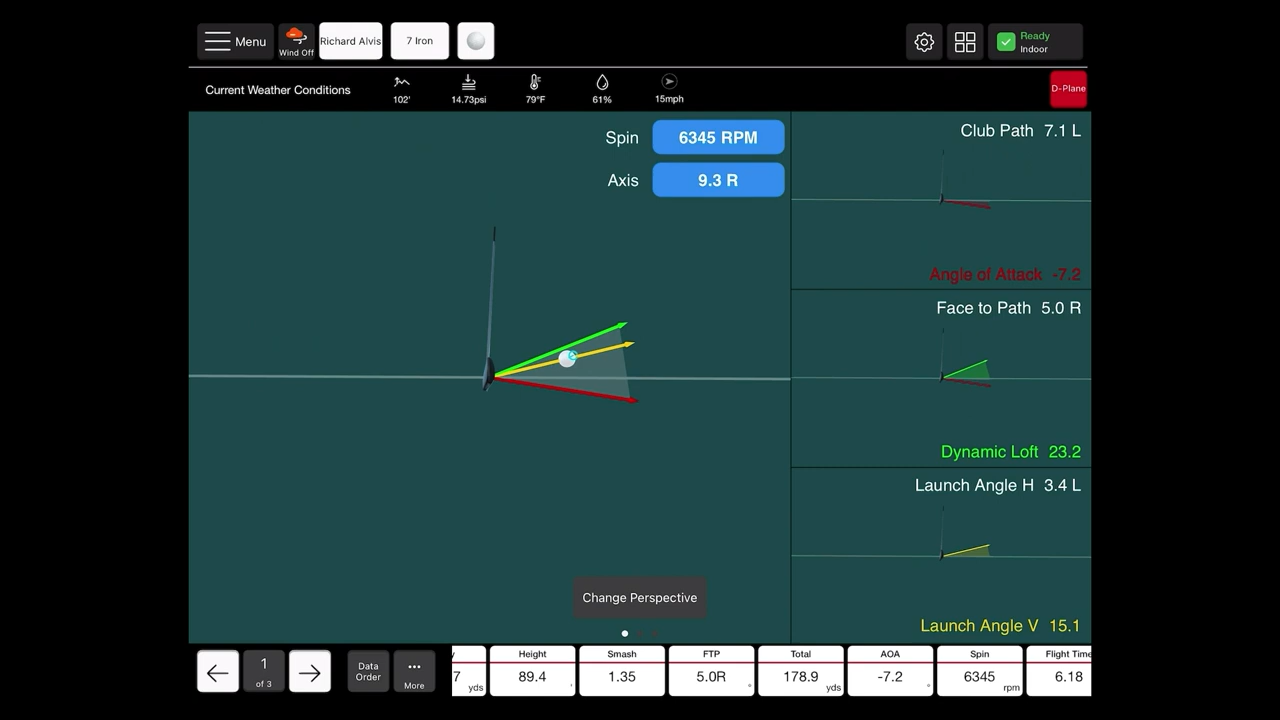 Menu
Wind Off
Richard Alvis
7 Iron
Ready
Indoor
Current Weather Conditions
102'
14.73psi
79°F
61%
15mph
D-Plane
Spin 6345 RPM
Axis 9.3 R
Club Path 7.1 L
Angle of Attack -7.2
Face to Path 5.0 R
Dynamic Loft 23.2
Launch Angle H 3.4 L
Launch Angle V 15.1
Change Perspective
1
of 3
Data
Order
More
y
7
yds
Height
89.4 '
Smash
1.35
FTP
5.0R °
Total
178.9
yds
AOA
-7.2 °
Spin
6345
rpm
Flight Time
6.18